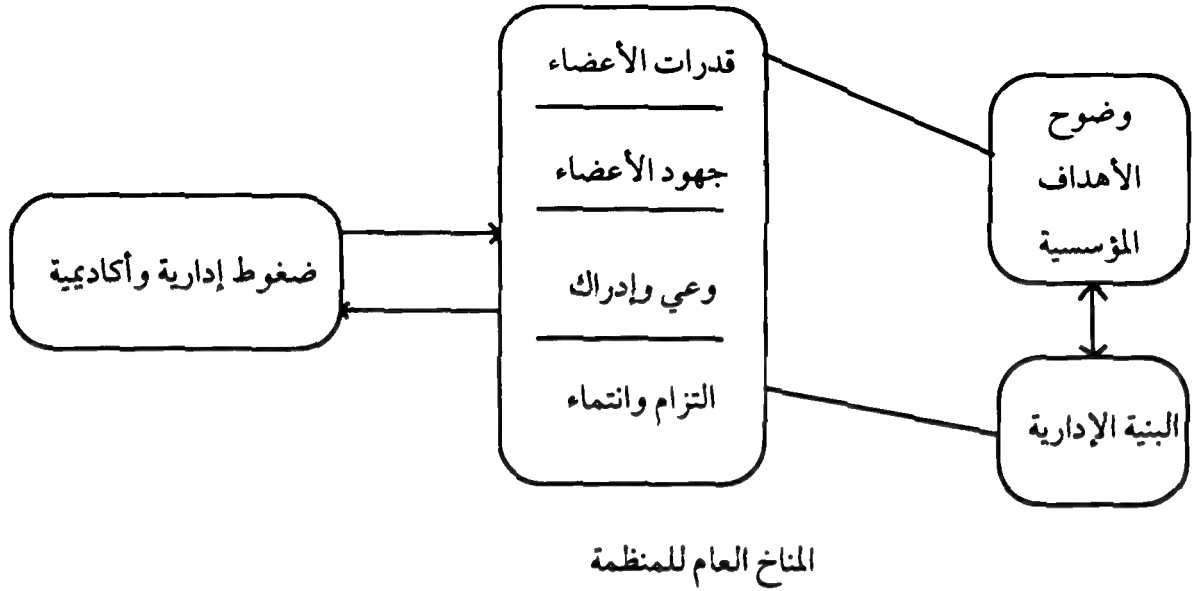 وضوح
الأهداف
المؤسسية
البنية الإدارية
قدرات الأعضاء
جهود الأعضاء
وعي وإدراك
التزام وانتماء
ضغوط إدارية وأكاديمية
المناخ العام للمنظمة